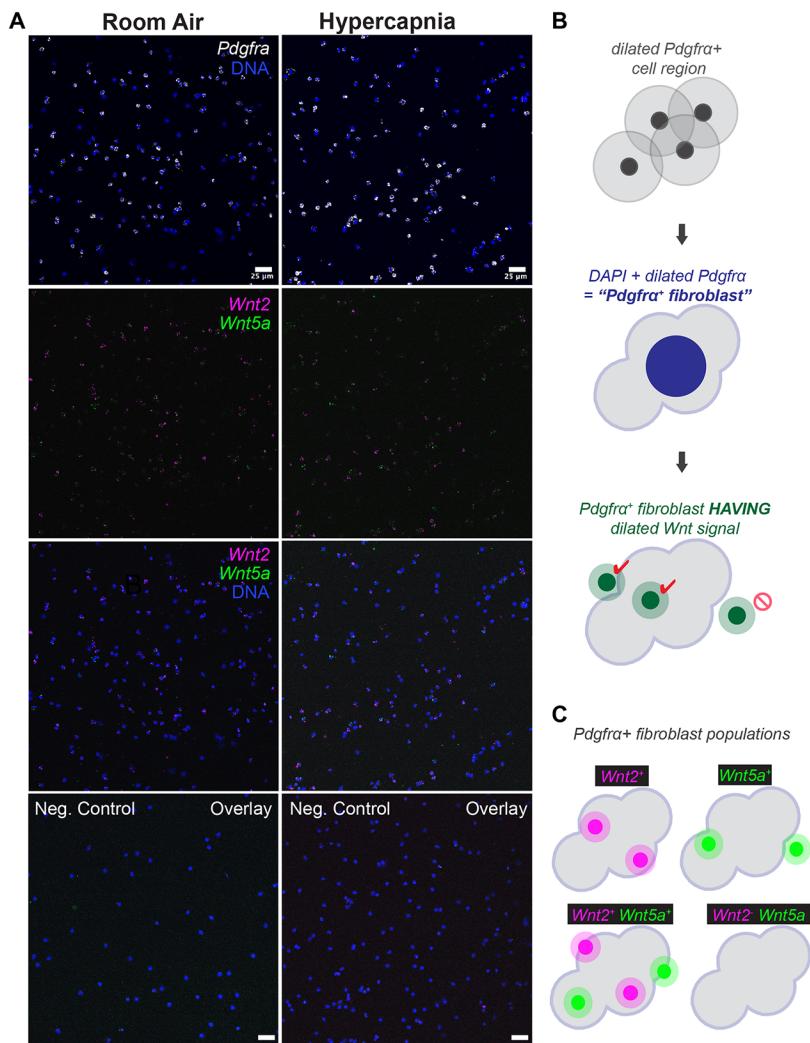 A
Room Air
Hypercapnia
Pdgfra
DNA
25 µm
25 µm
Wnt2
Wnt5a
Wnt2
Wnt5a
DNA
B
Neg. Control
Overlay
Neg. Control
Overlay
B
dilated Pdgfrα+
cell region
DAPI + dilated Pdgfrα
= “Pdgfrα⁺ fibroblast”
Pdgfrα⁺ fibroblast HAVING
dilated Wnt signal
C
Pdgfrα+ fibroblast populations
Wnt2⁺
Wnt5a⁺
Wnt2⁺ Wnt5a⁺
Wnt2⁻ Wnt5a